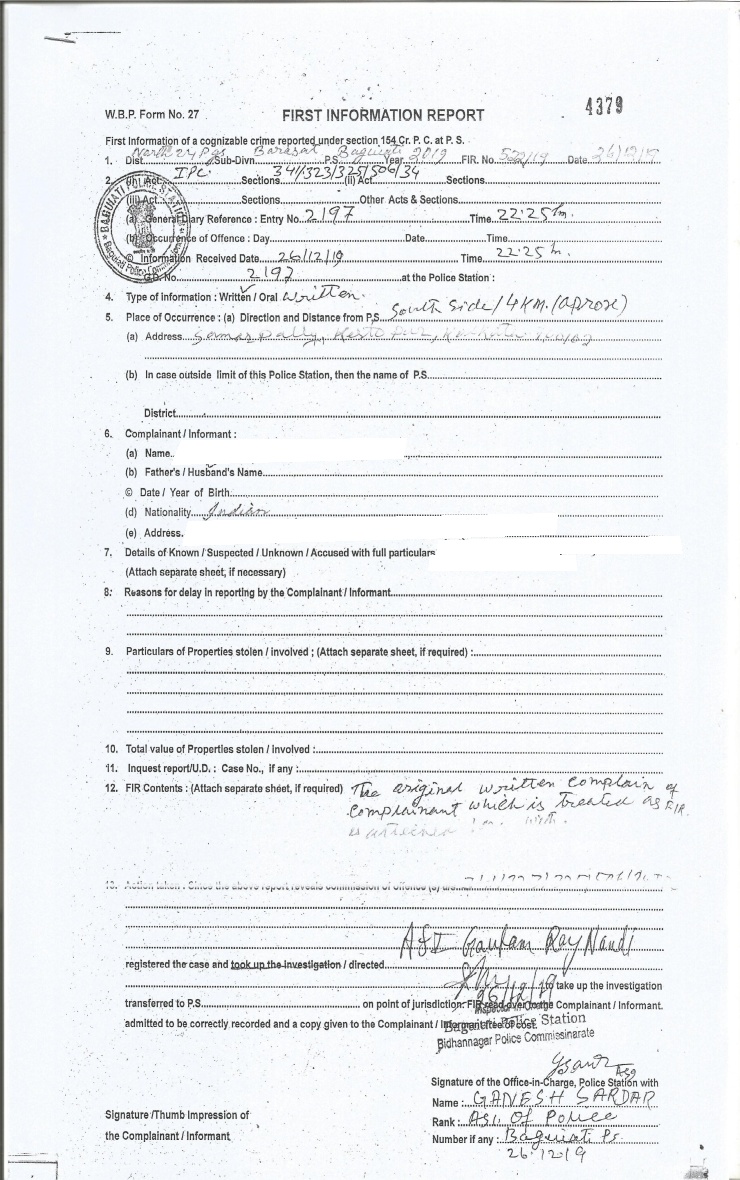 4379
W.B.P. Form No. 27 FIRST INFORMATION REPORT
First Information of a cognizable crime reported under section 154 Cr. P. C. at P. S.
1. Dist. North 24 Pgs Sub-Divn. Barasat P.S. Baguiati Year 2019 FIR. No. 522/19 Date 26/12/19
2. (i) Act IPC Sections 341/323/325/506/34 (ii) Act Sections
(iii) Act Sections Other Acts & Sections
(a) General Diary Reference : Entry No. 2197 Time 22.25 h.
(b) Occurrence of Offence : Day Date Time
© Information Received Date 26/12/19 Time 22.25 h.
G.D. No. 2197 at the Police Station :
BAGUIATI POLICE STATION
4. Type of Information : Written / Oral written
5. Place of Occurrence : (a) Direction and Distance from P.S. South Side / 4 KM. (aprox)
(a) Address Samar Pally, Kestopur,
(b) In case outside limit of this Police Station, then the name of P.S.
District
6. Complainant / Informant :
(a) Name
(b) Father's / Husband's Name
© Date / Year of Birth
(d) Nationality Indian
(e) Address.
7. Details of Known / Suspected / Unknown / Accused with full particulars
(Attach separate sheet, if necessary)
8. Reasons for delay in reporting by the Complainant / Informant
9. Particulars of Properties stolen / involved ; (Attach separate sheet, if required) :
10. Total value of Properties stolen / involved :
11. Inquest report/U.D. : Case No., if any :
12. FIR Contents : (Attach separate sheet, if required) The original written complain of
complainant which is treated as FIR
is attached
13. Action taken : Since the above report reveals commission of offence (s) are
ASI Gautam Ray Nandi
registered the case and took up the investigation / directed
26/12/19 to take up the investigation
transferred to P.S. on point of jurisdiction. FIR read over to the Complainant / Informant.
admitted to be correctly recorded and a copy given to the Complainant / Informant free of cost.
Baguiati Police Station
Bidhannagar Police Commissinarate
Signature of the Office-in-Charge, Police Station with
Name : GANESH SARDAR
Signature /Thumb Impression of Rank : ASI. Of Police
the Complainant / Informant Number if any : Baguiati Ps.
26.12.19